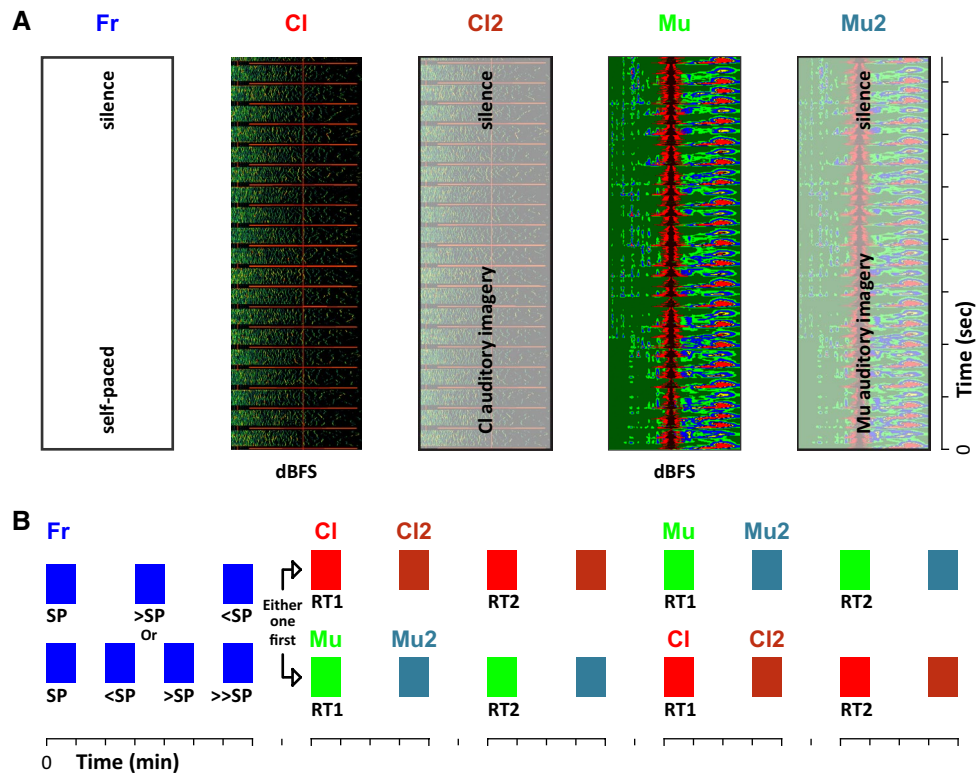 A
Fr
Cl
Cl2
Mu
Mu2
self-paced silence
Cl auditory imagery silence
Mu auditory imagery silence
Time (sec)
0
dBFS
dBFS
B
Fr
SP
>SP
<SP
Or
SP
<SP
>SP
>>SP
Either
one
first
Cl
Cl2
Mu
Mu2
RT1
RT2
RT1
RT2
Mu
Mu2
Cl
Cl2
RT1
RT2
RT1
RT2
0
Time (min)